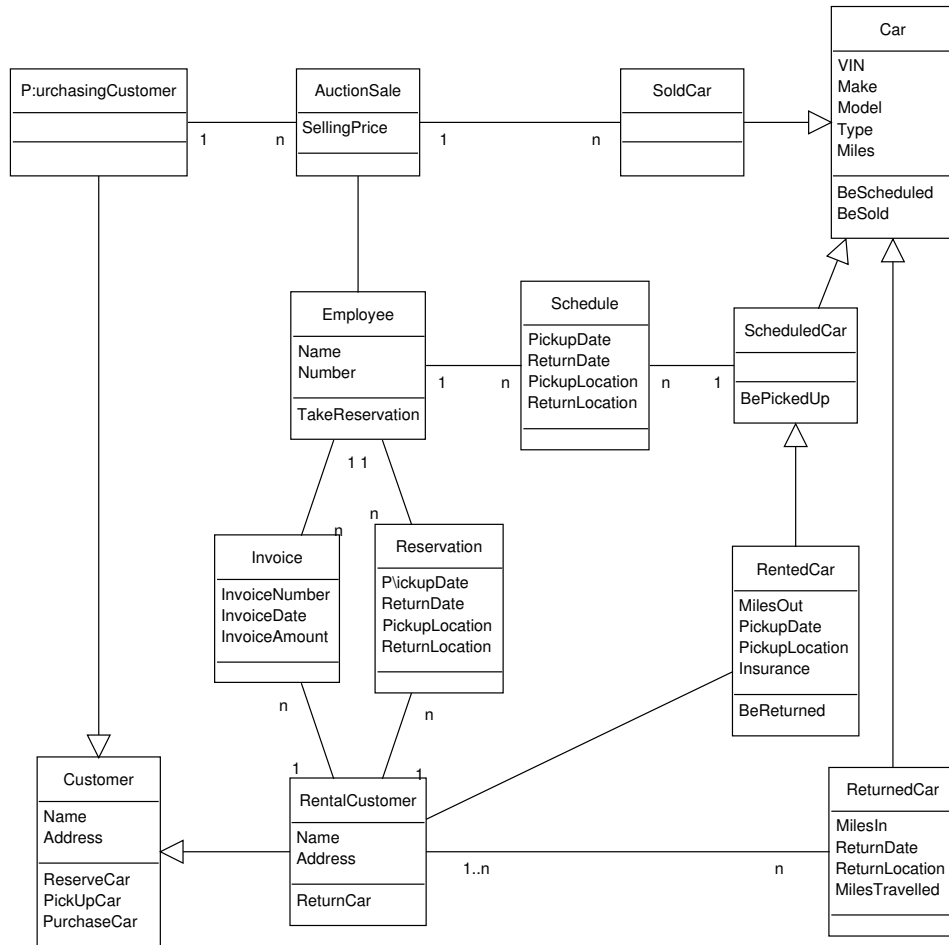 Car
VIN
Make
Model
Type
Miles
BeScheduled
BeSold
P:urchasingCustomer
AuctionSale
SellingPrice
SoldCar
1
n
1
n
Employee
Name
Number
TakeReservation
Schedule
PickupDate
ReturnDate
PickupLocation
ReturnLocation
ScheduledCar
BePickedUp
1
n
n
1
1 1
n
n
Invoice
InvoiceNumber
InvoiceDate
InvoiceAmount
Reservation
P\ickupDate
ReturnDate
PickupLocation
ReturnLocation
RentedCar
MilesOut
PickupDate
PickupLocation
Insurance
BeReturned
n
n
1
1
Customer
Name
Address
ReserveCar
PickUpCar
PurchaseCar
RentalCustomer
Name
Address
ReturnCar
1..n
n
ReturnedCar
MilesIn
ReturnDate
ReturnLocation
MilesTravelled